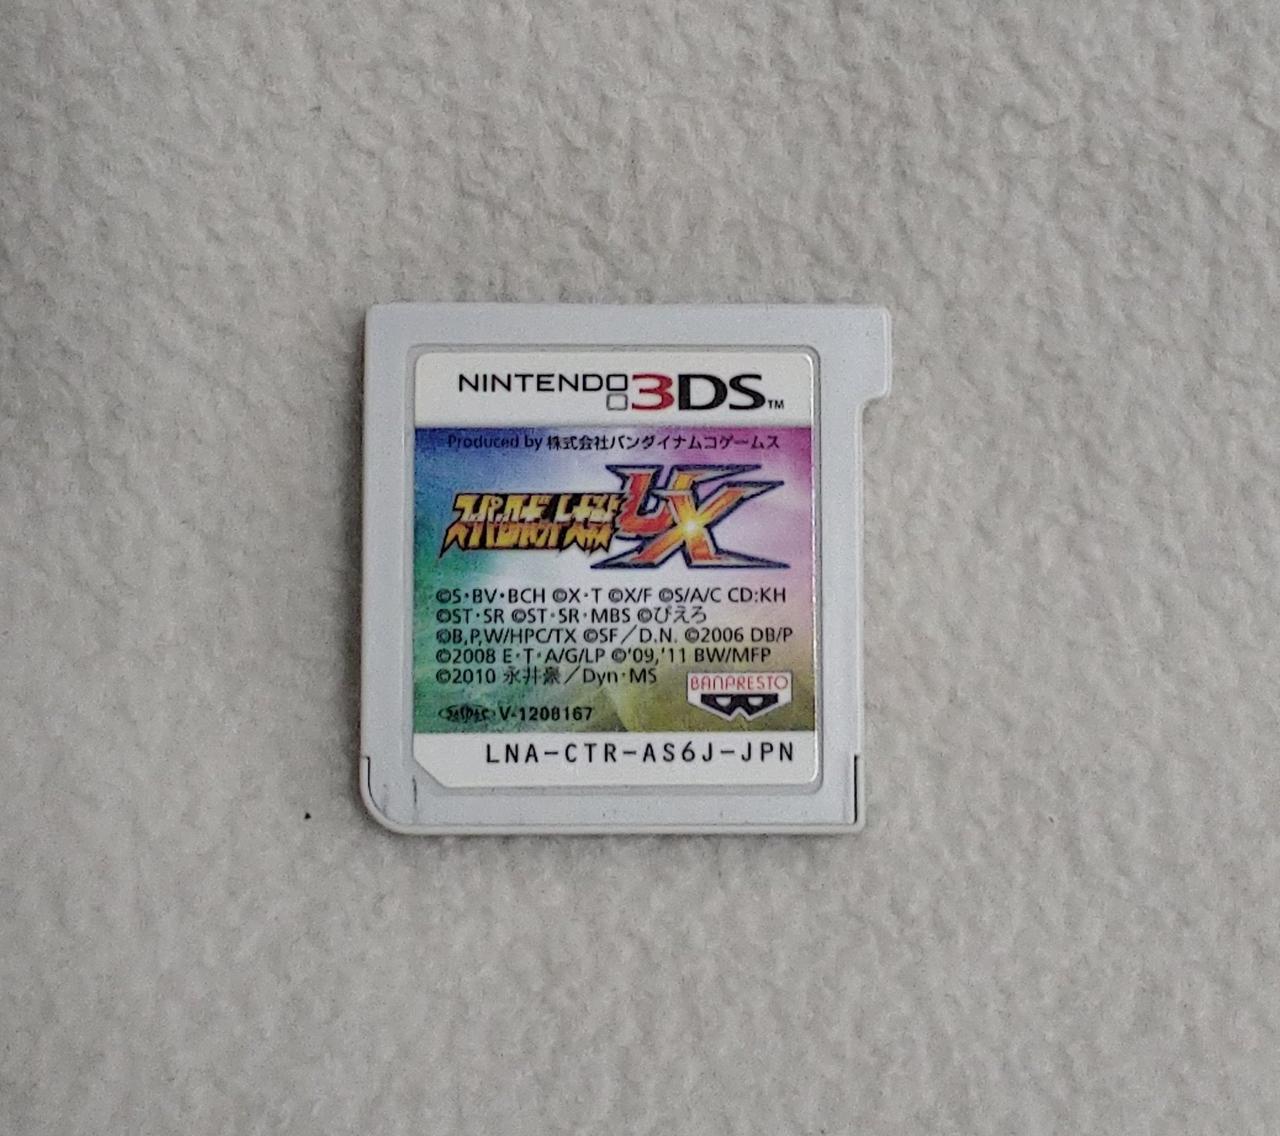 NINTENDO 3DS™
Produced by 株式会社バンダイナムコゲームス
スーパーロボット大戦UX
©S・BV・BCH ©X・T ©X/F ©S/A/C CD:KH
©ST・SR ©ST・SR・MBS ©ぴえろ
©B,P,W/HPC/TX ©SF／D.N. ©2006 DB/P
©2008 E・T・A/G/LP ©'09,'11 BW/MFP
©2010 永井豪／Dyn・MS
BANPRESTO
V-1208167
LNA-CTR-AS6J-JPN